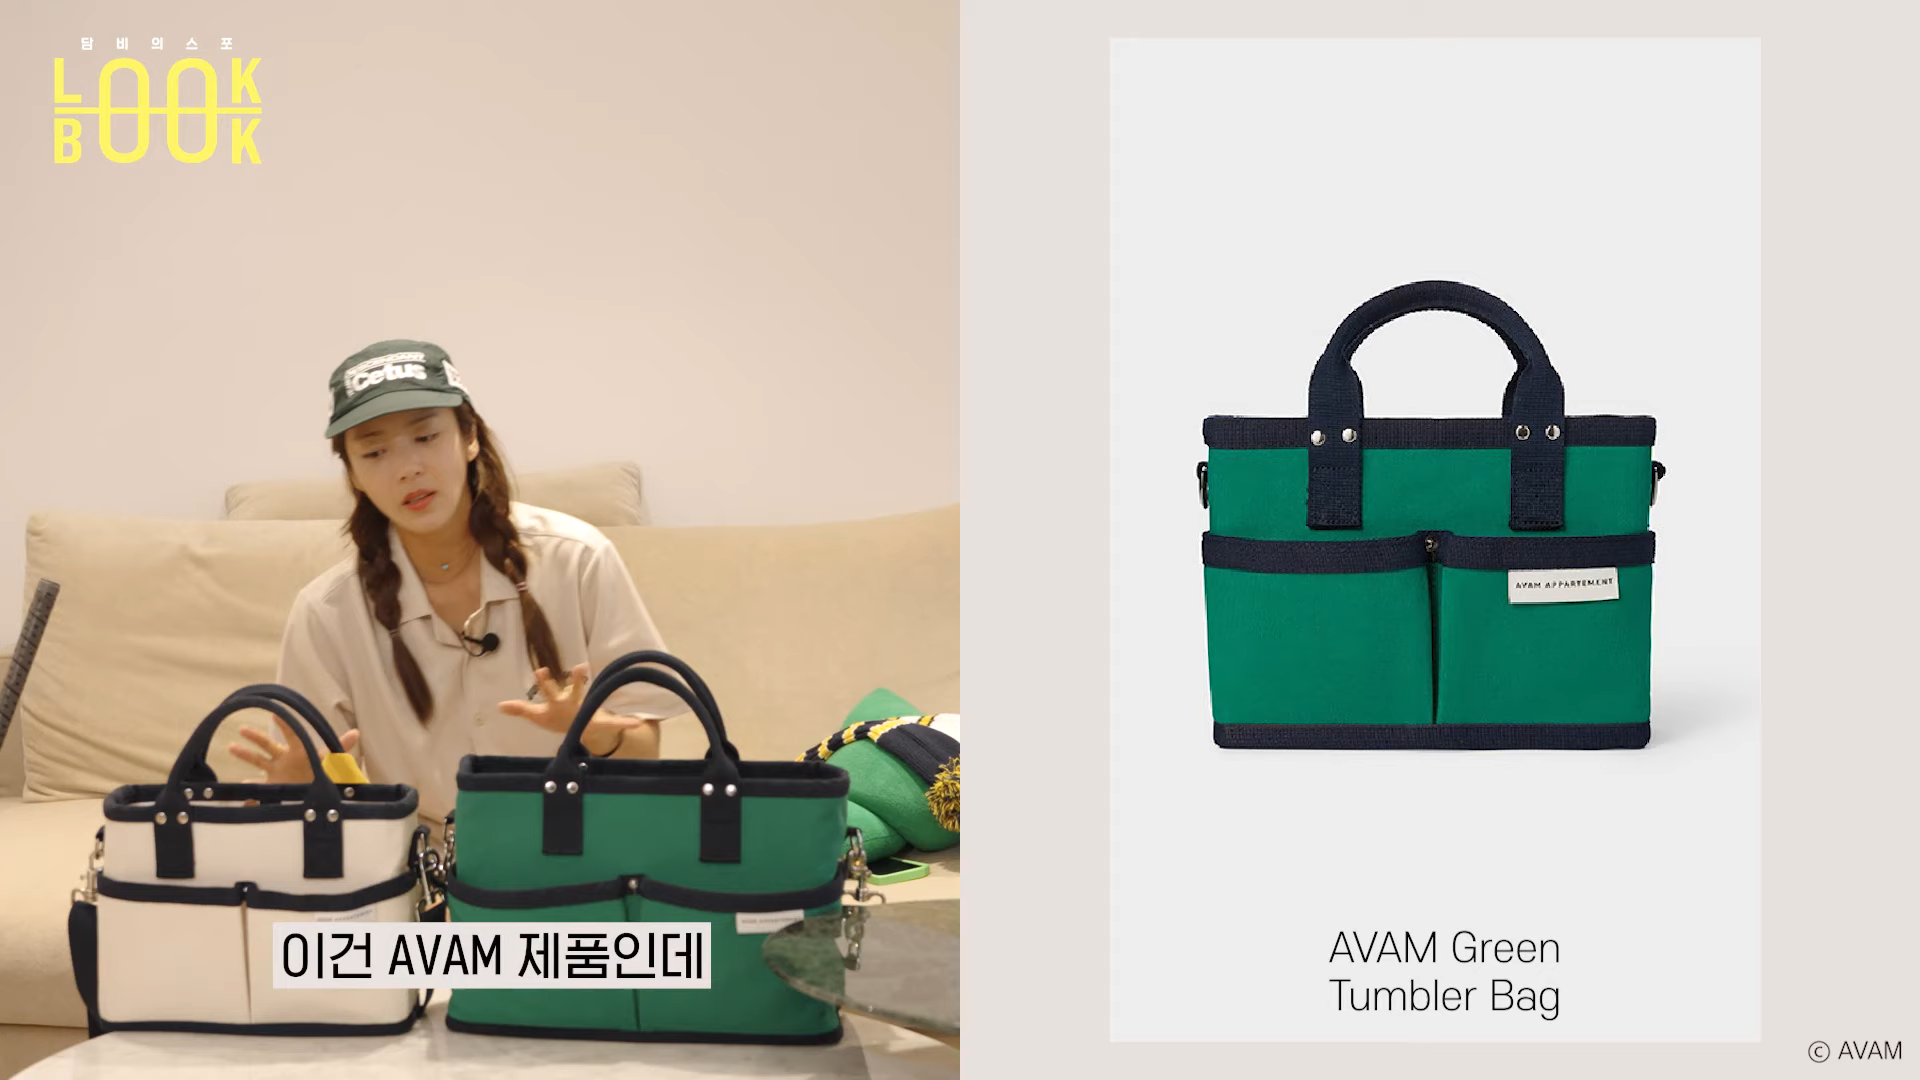 담비의스포
LOOK
BOOK
Cetus
이건 AVAM 제품인데
AVAM APPARTEMENT
AVAM Green
Tumbler Bag
ⓒ AVAM